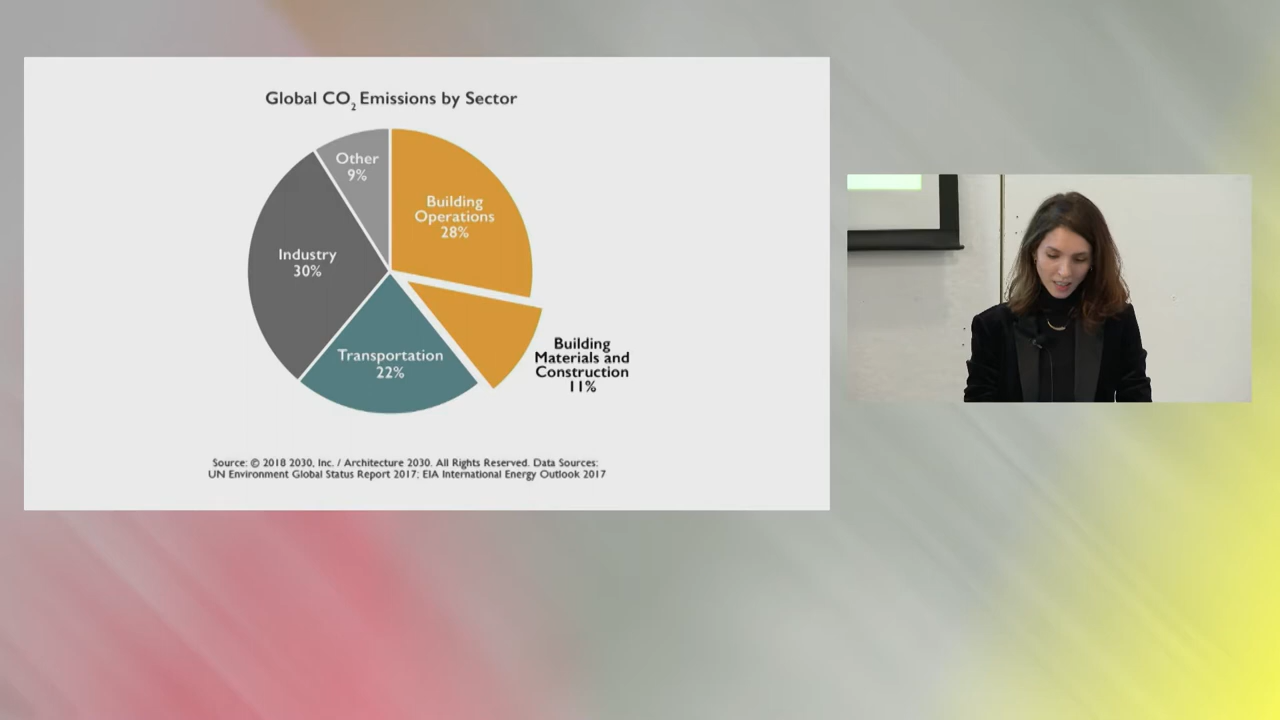 Global CO2 Emissions by Sector
Other
9%
Building
Operations
28%
Industry
30%
Building
Materials and
Construction
11%
Transportation
22%
Source: © 2018 2030, Inc. / Architecture 2030. All Rights Reserved. Data Sources:
UN Environment Global Status Report 2017; EIA International Energy Outlook 2017